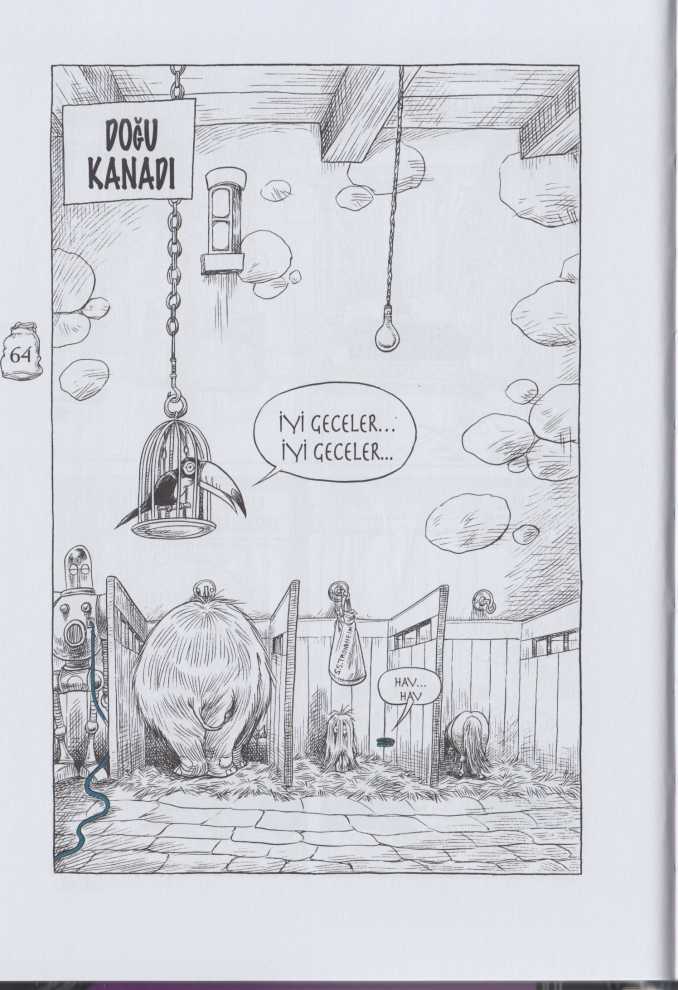 DOĞU
KANADI
64
İYİ GECELER...
İYİ GECELER...
HAV...
HAV